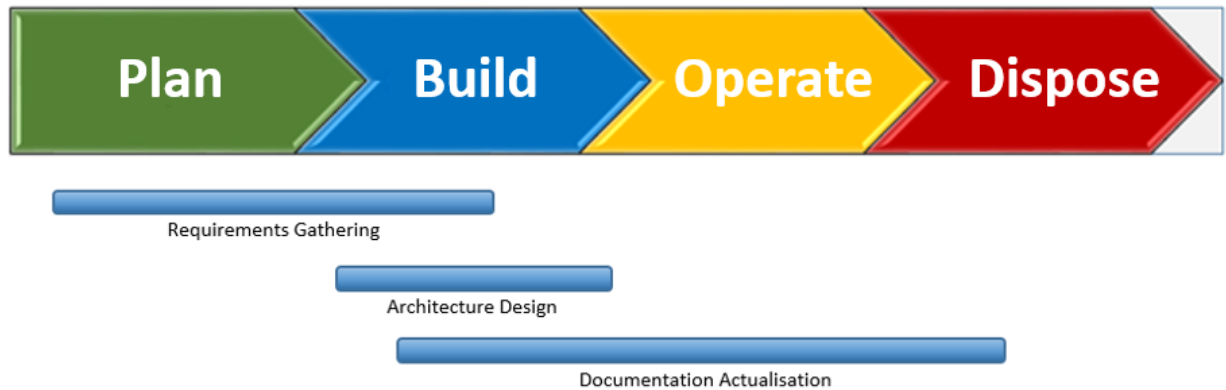 Plan
Build
Operate
Dispose
Requirements Gathering
Architecture Design
Documentation Actualisation